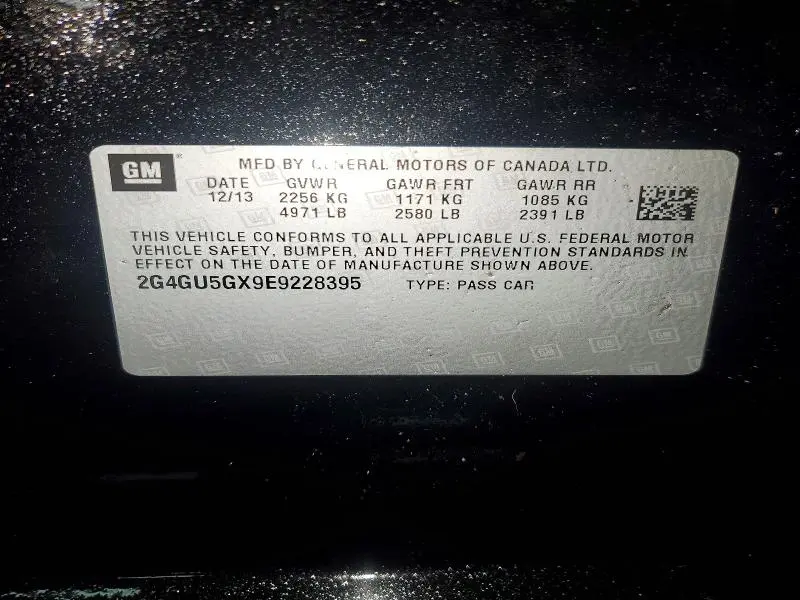 GM ®
MFD BY GENERAL MOTORS OF CANADA LTD.
DATE GVWR GAWR FRT GAWR RR
12/13 2256 KG 1171 KG 1085 KG
4971 LB 2580 LB 2391 LB
THIS VEHICLE CONFORMS TO ALL APPLICABLE U.S. FEDERAL MOTOR
VEHICLE SAFETY, BUMPER, AND THEFT PREVENTION STANDARDS IN
EFFECT ON THE DATE OF MANUFACTURE SHOWN ABOVE.
2G4GU5GX9E9228395 TYPE: PASS CAR